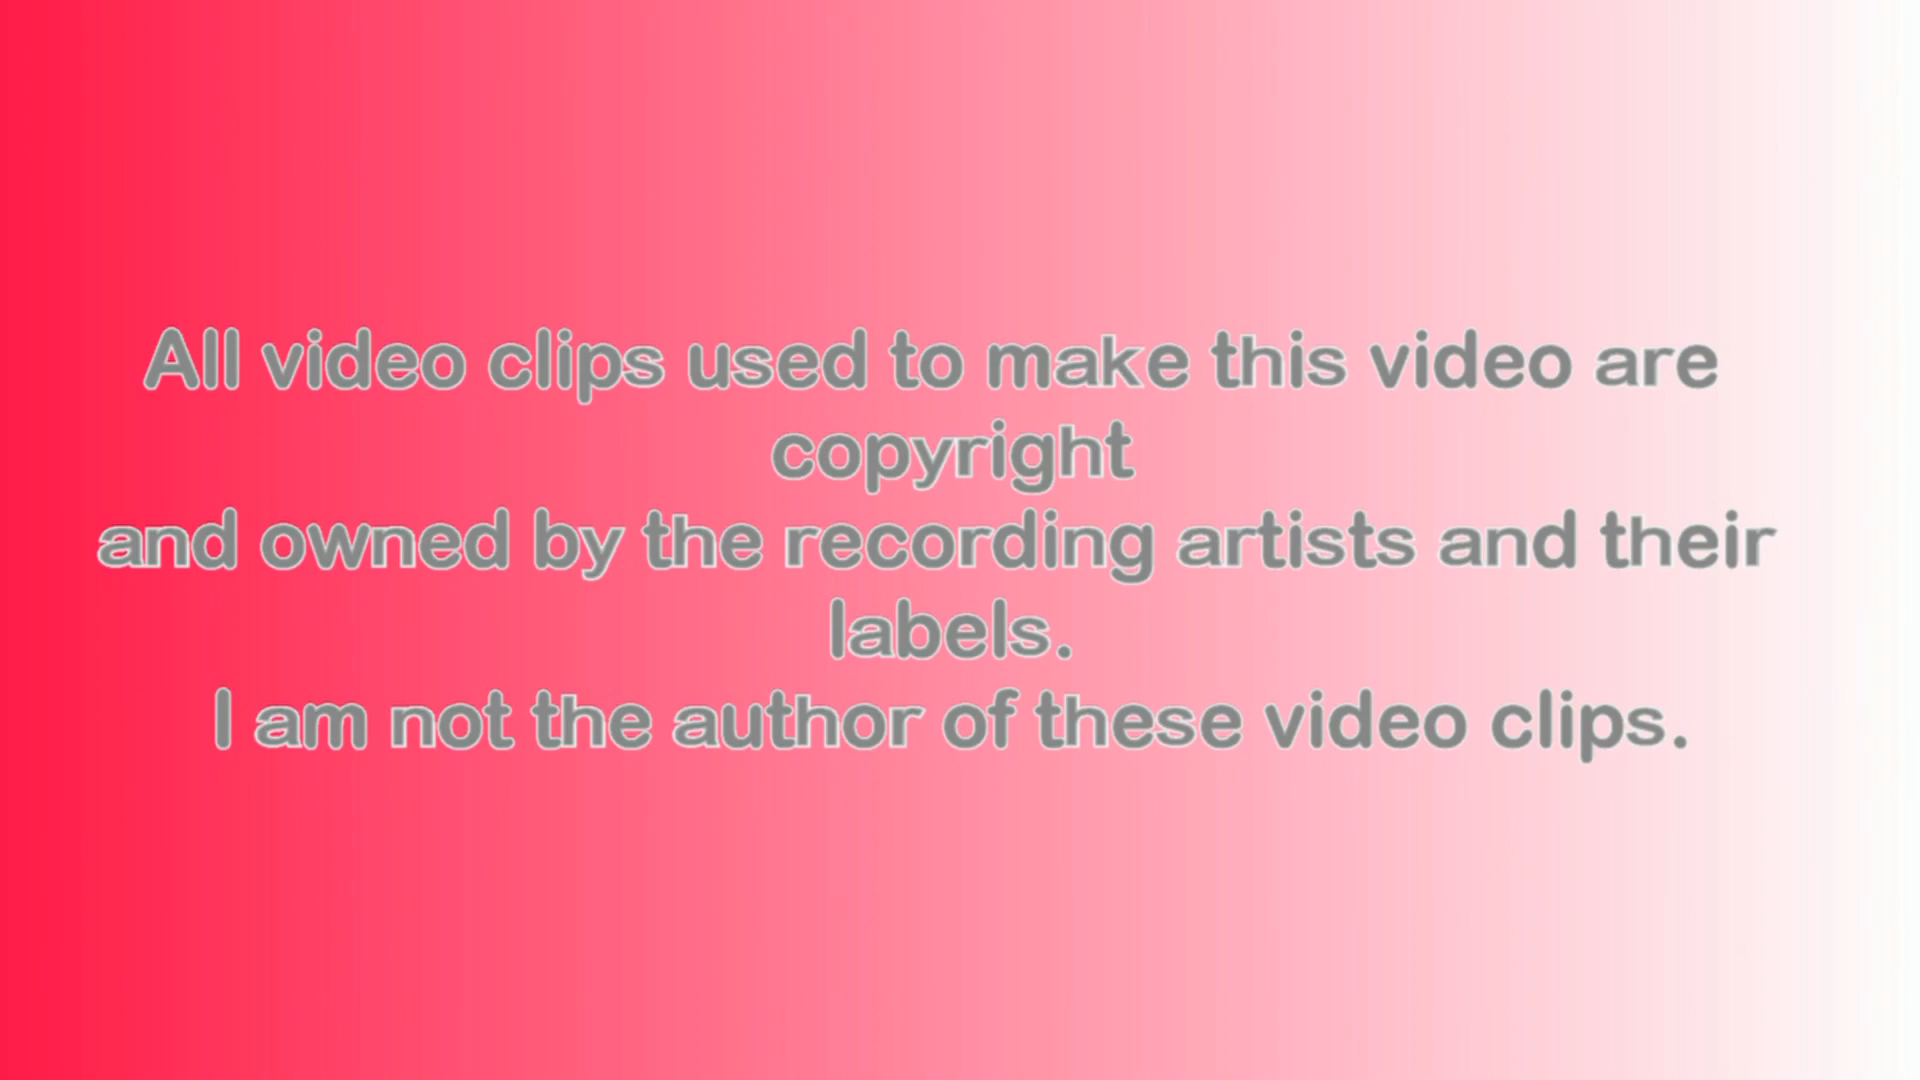 All video clips used to make this video are
copyright
and owned by the recording artists and their
labels.
I am not the author of these video clips.